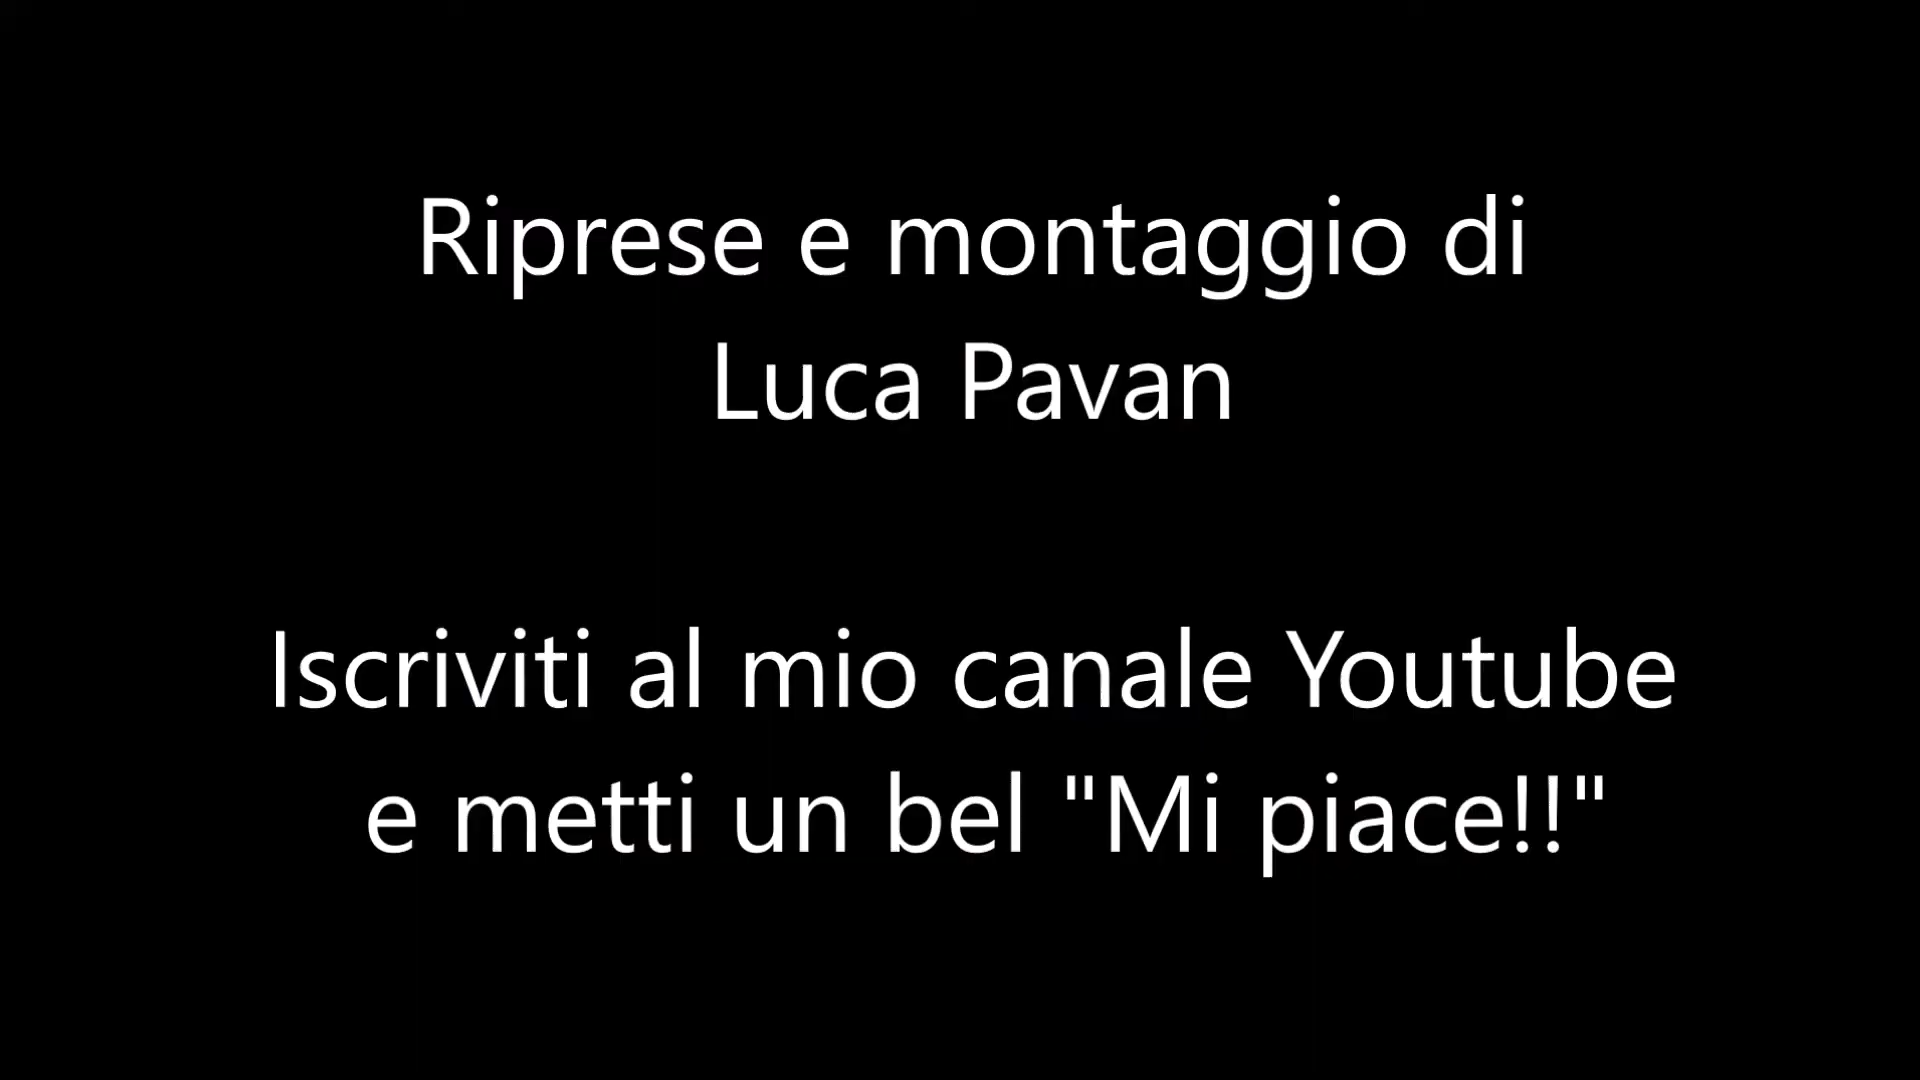 Riprese e montaggio di
Luca Pavan
Iscriviti al mio canale Youtube
e metti un bel "Mi piace!!"